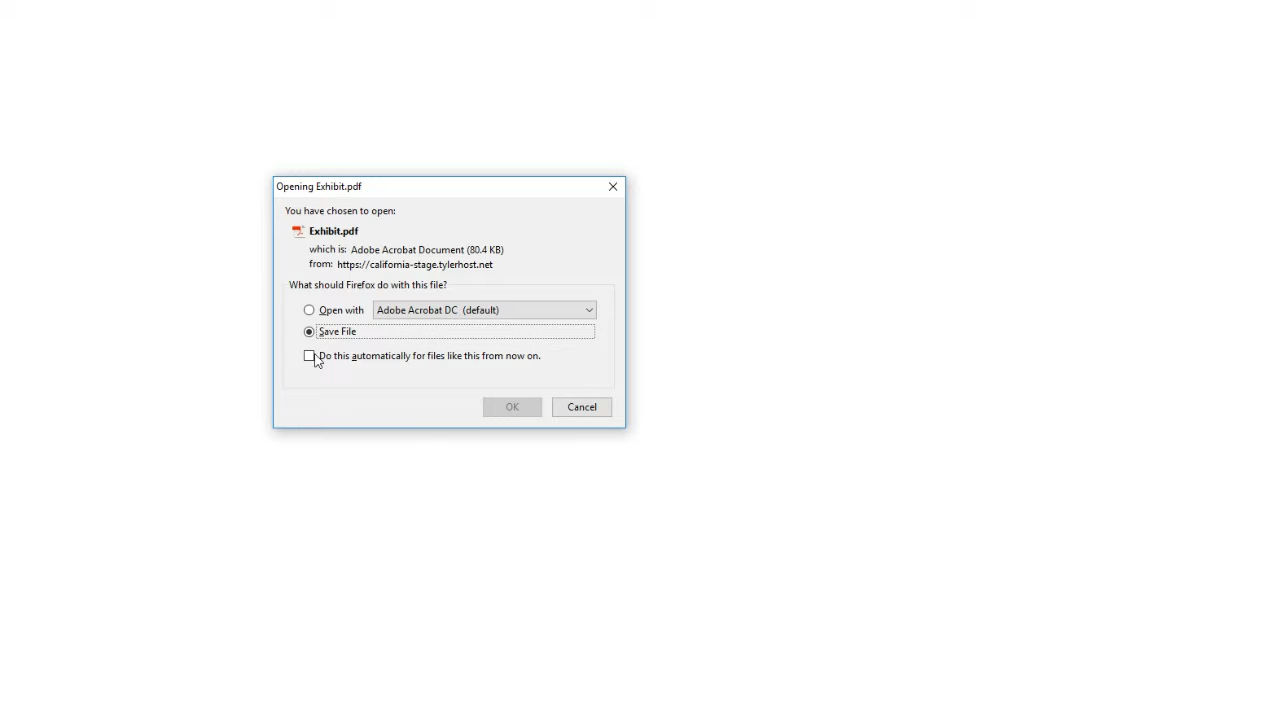 Opening Exhibit.pdf
You have chosen to open:
Exhibit.pdf
which is: Adobe Acrobat Document (80.4 KB)
from: https://california-stage.tylerhost.net
What should Firefox do with this file?
Open with Adobe Acrobat DC (default)
Save File
Do this automatically for files like this from now on.
OK Cancel